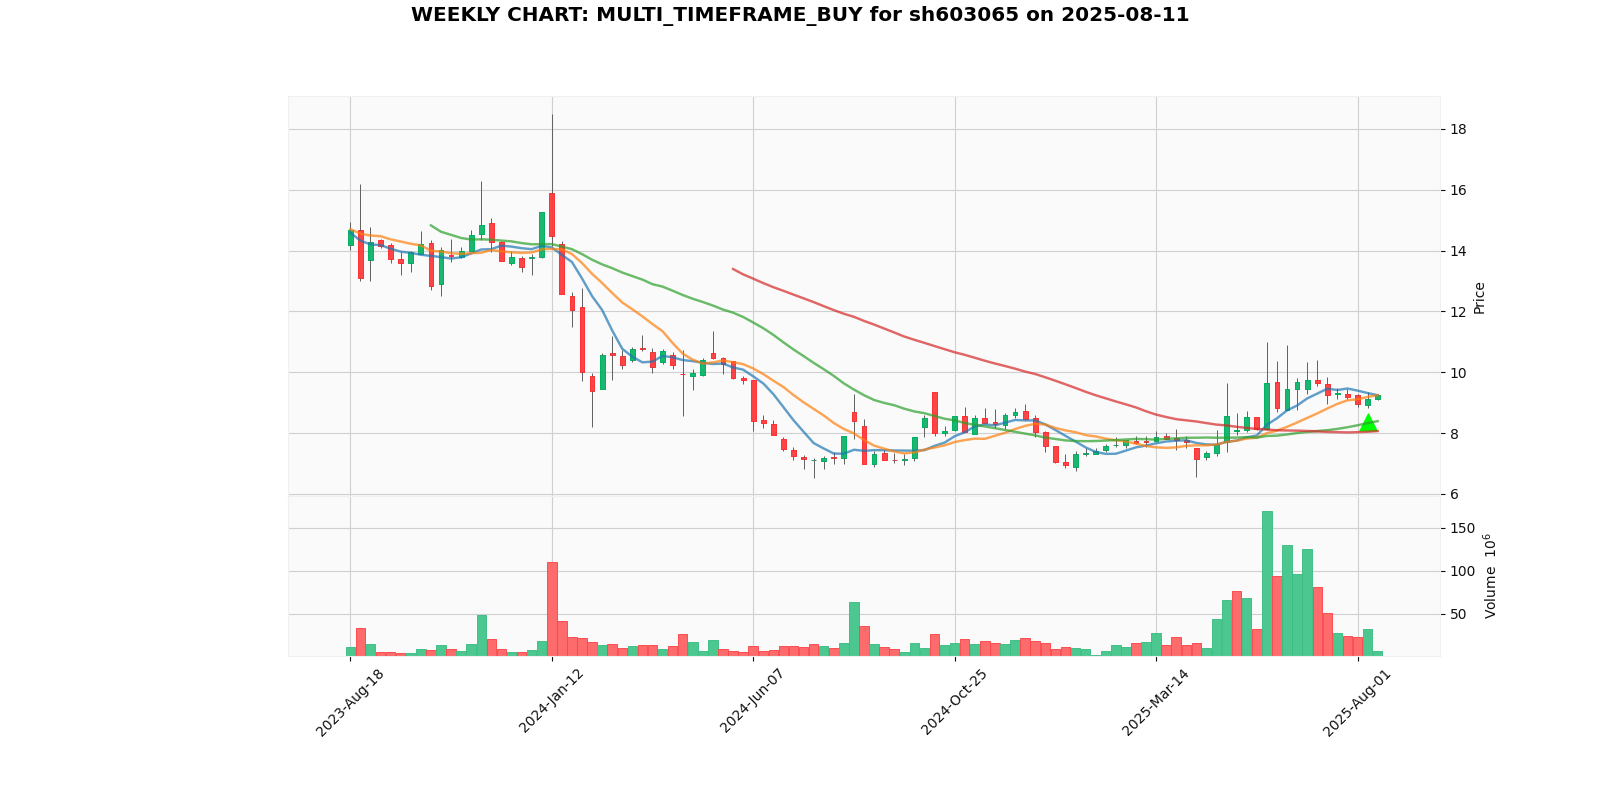 WEEKLY CHART: MULTI_TIMEFRAME_BUY for sh603065 on 2025-08-11
18
16
14
12
10
8
6
Price
150
100
50
Volume 10^6
2023-Aug-18
2024-Jan-12
2024-Jun-07
2024-Oct-25
2025-Mar-14
2025-Aug-01